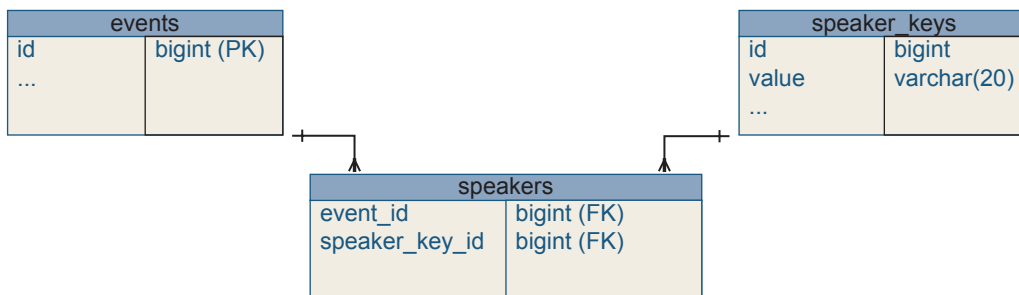 events
id bigint (PK)
...
speaker_keys
id bigint
value varchar(20)
...
speakers
event_id bigint (FK)
speaker_key_id bigint (FK)